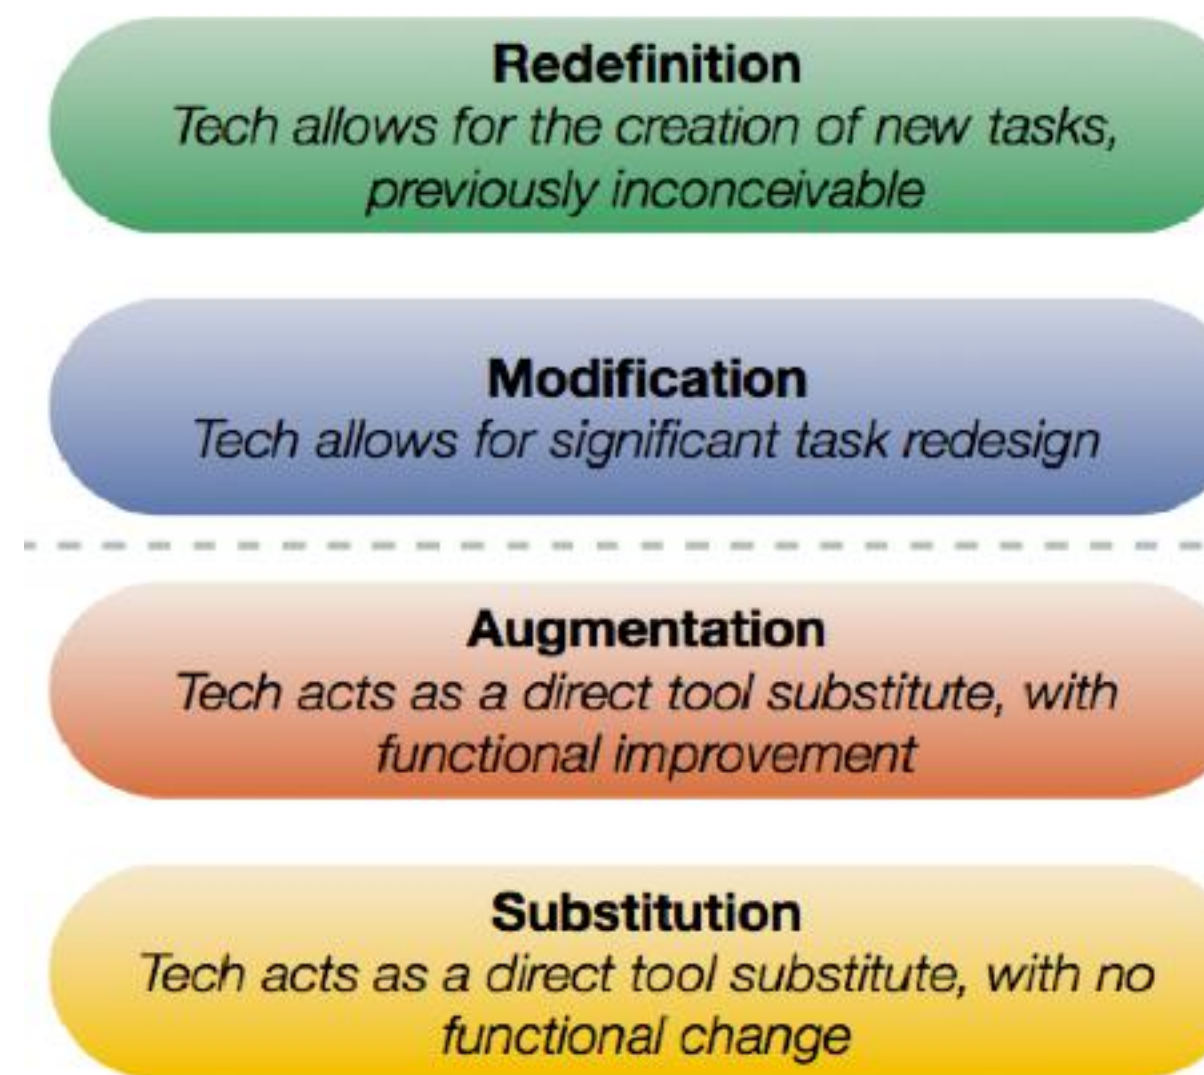 Redefinition
Tech allows for the creation of new tasks,
previously inconceivable
Modification
Tech allows for significant task redesign
Augmentation
Tech acts as a direct tool substitute, with
functional improvement
Substitution
Tech acts as a direct tool substitute, with no
functional change